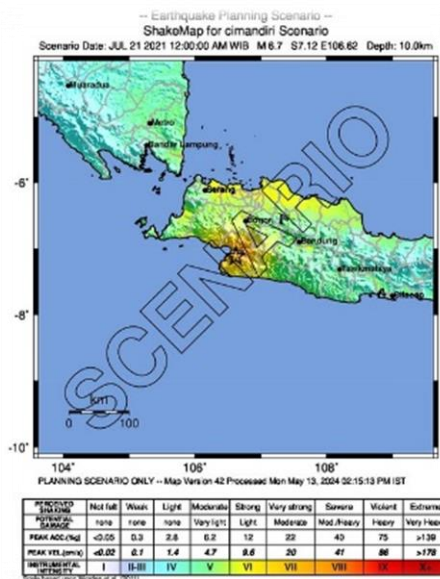 -- Earthquake Planning Scenario --
ShakeMap for cimandiri Scenario
Scenario Date: JUL 21 2021 12:00:00 AM WIB M 6.7 S7.12 E106.62 Depth: 10.0km
Muaradua
Metro
Bandar Lampung
-6°
Serang
Bogor
Bandung
Tasikmalaya
Cilacap
-8°
SCENARIO
km
0 100
-10°
104° 106° 108°
PLANNING SCENARIO ONLY -- Map Version 42 Processed Mon May 13, 2024 02:15:13 PM IST
PERCEIVED SHAKING Not felt Weak Light Moderate Strong Very strong Severe Violent Extreme
POTENTIAL DAMAGE none none none Very light Light Moderate Mod./Heavy Heavy Very Heavy
PEAK ACC.(%g) <0.05 0.3 2.8 6.2 12 22 40 75 >139
PEAK VEL.(cm/s) <0.02 0.1 1.4 4.7 9.6 20 41 86 >178
INSTRUMENTAL INTENSITY I II-III IV V VI VII VIII IX X+